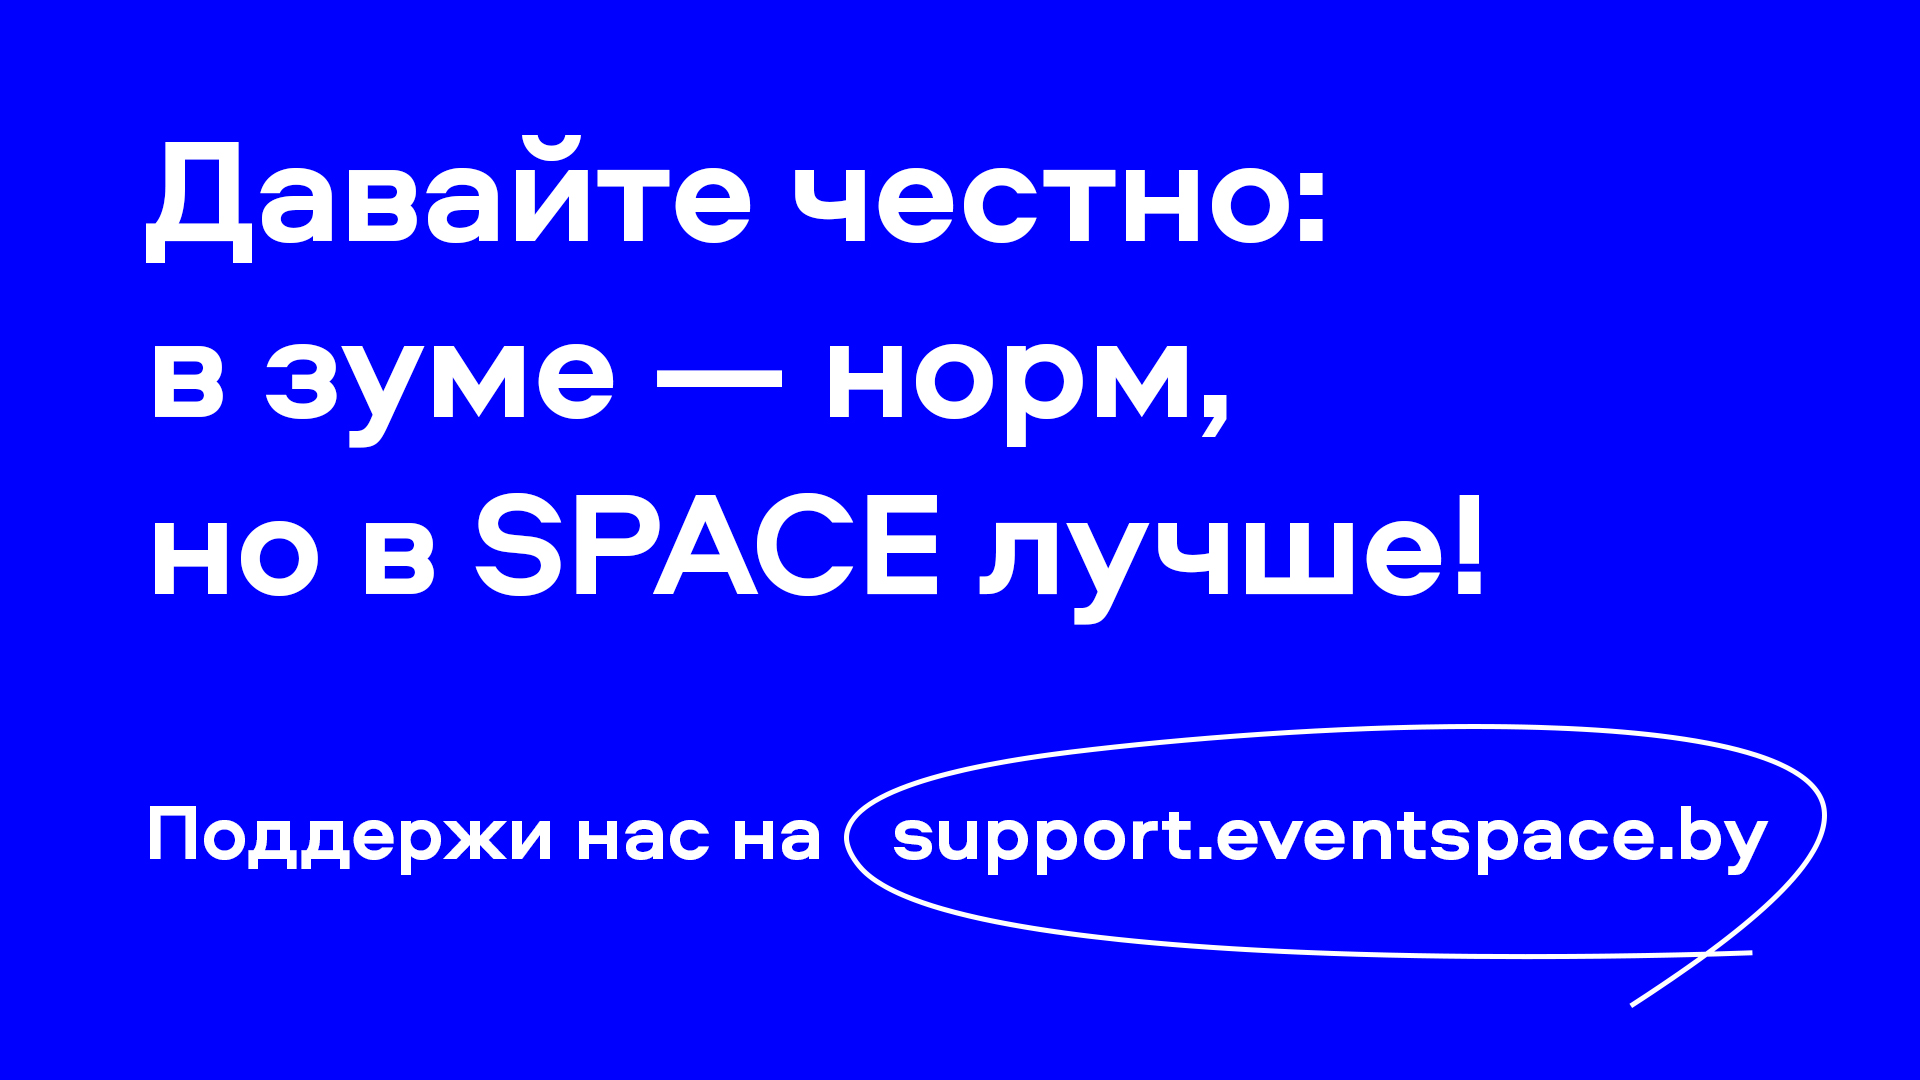 Давайте честно:
в зуме — норм,
но в SPACE лучше!
Поддержи нас на support.eventspace.by